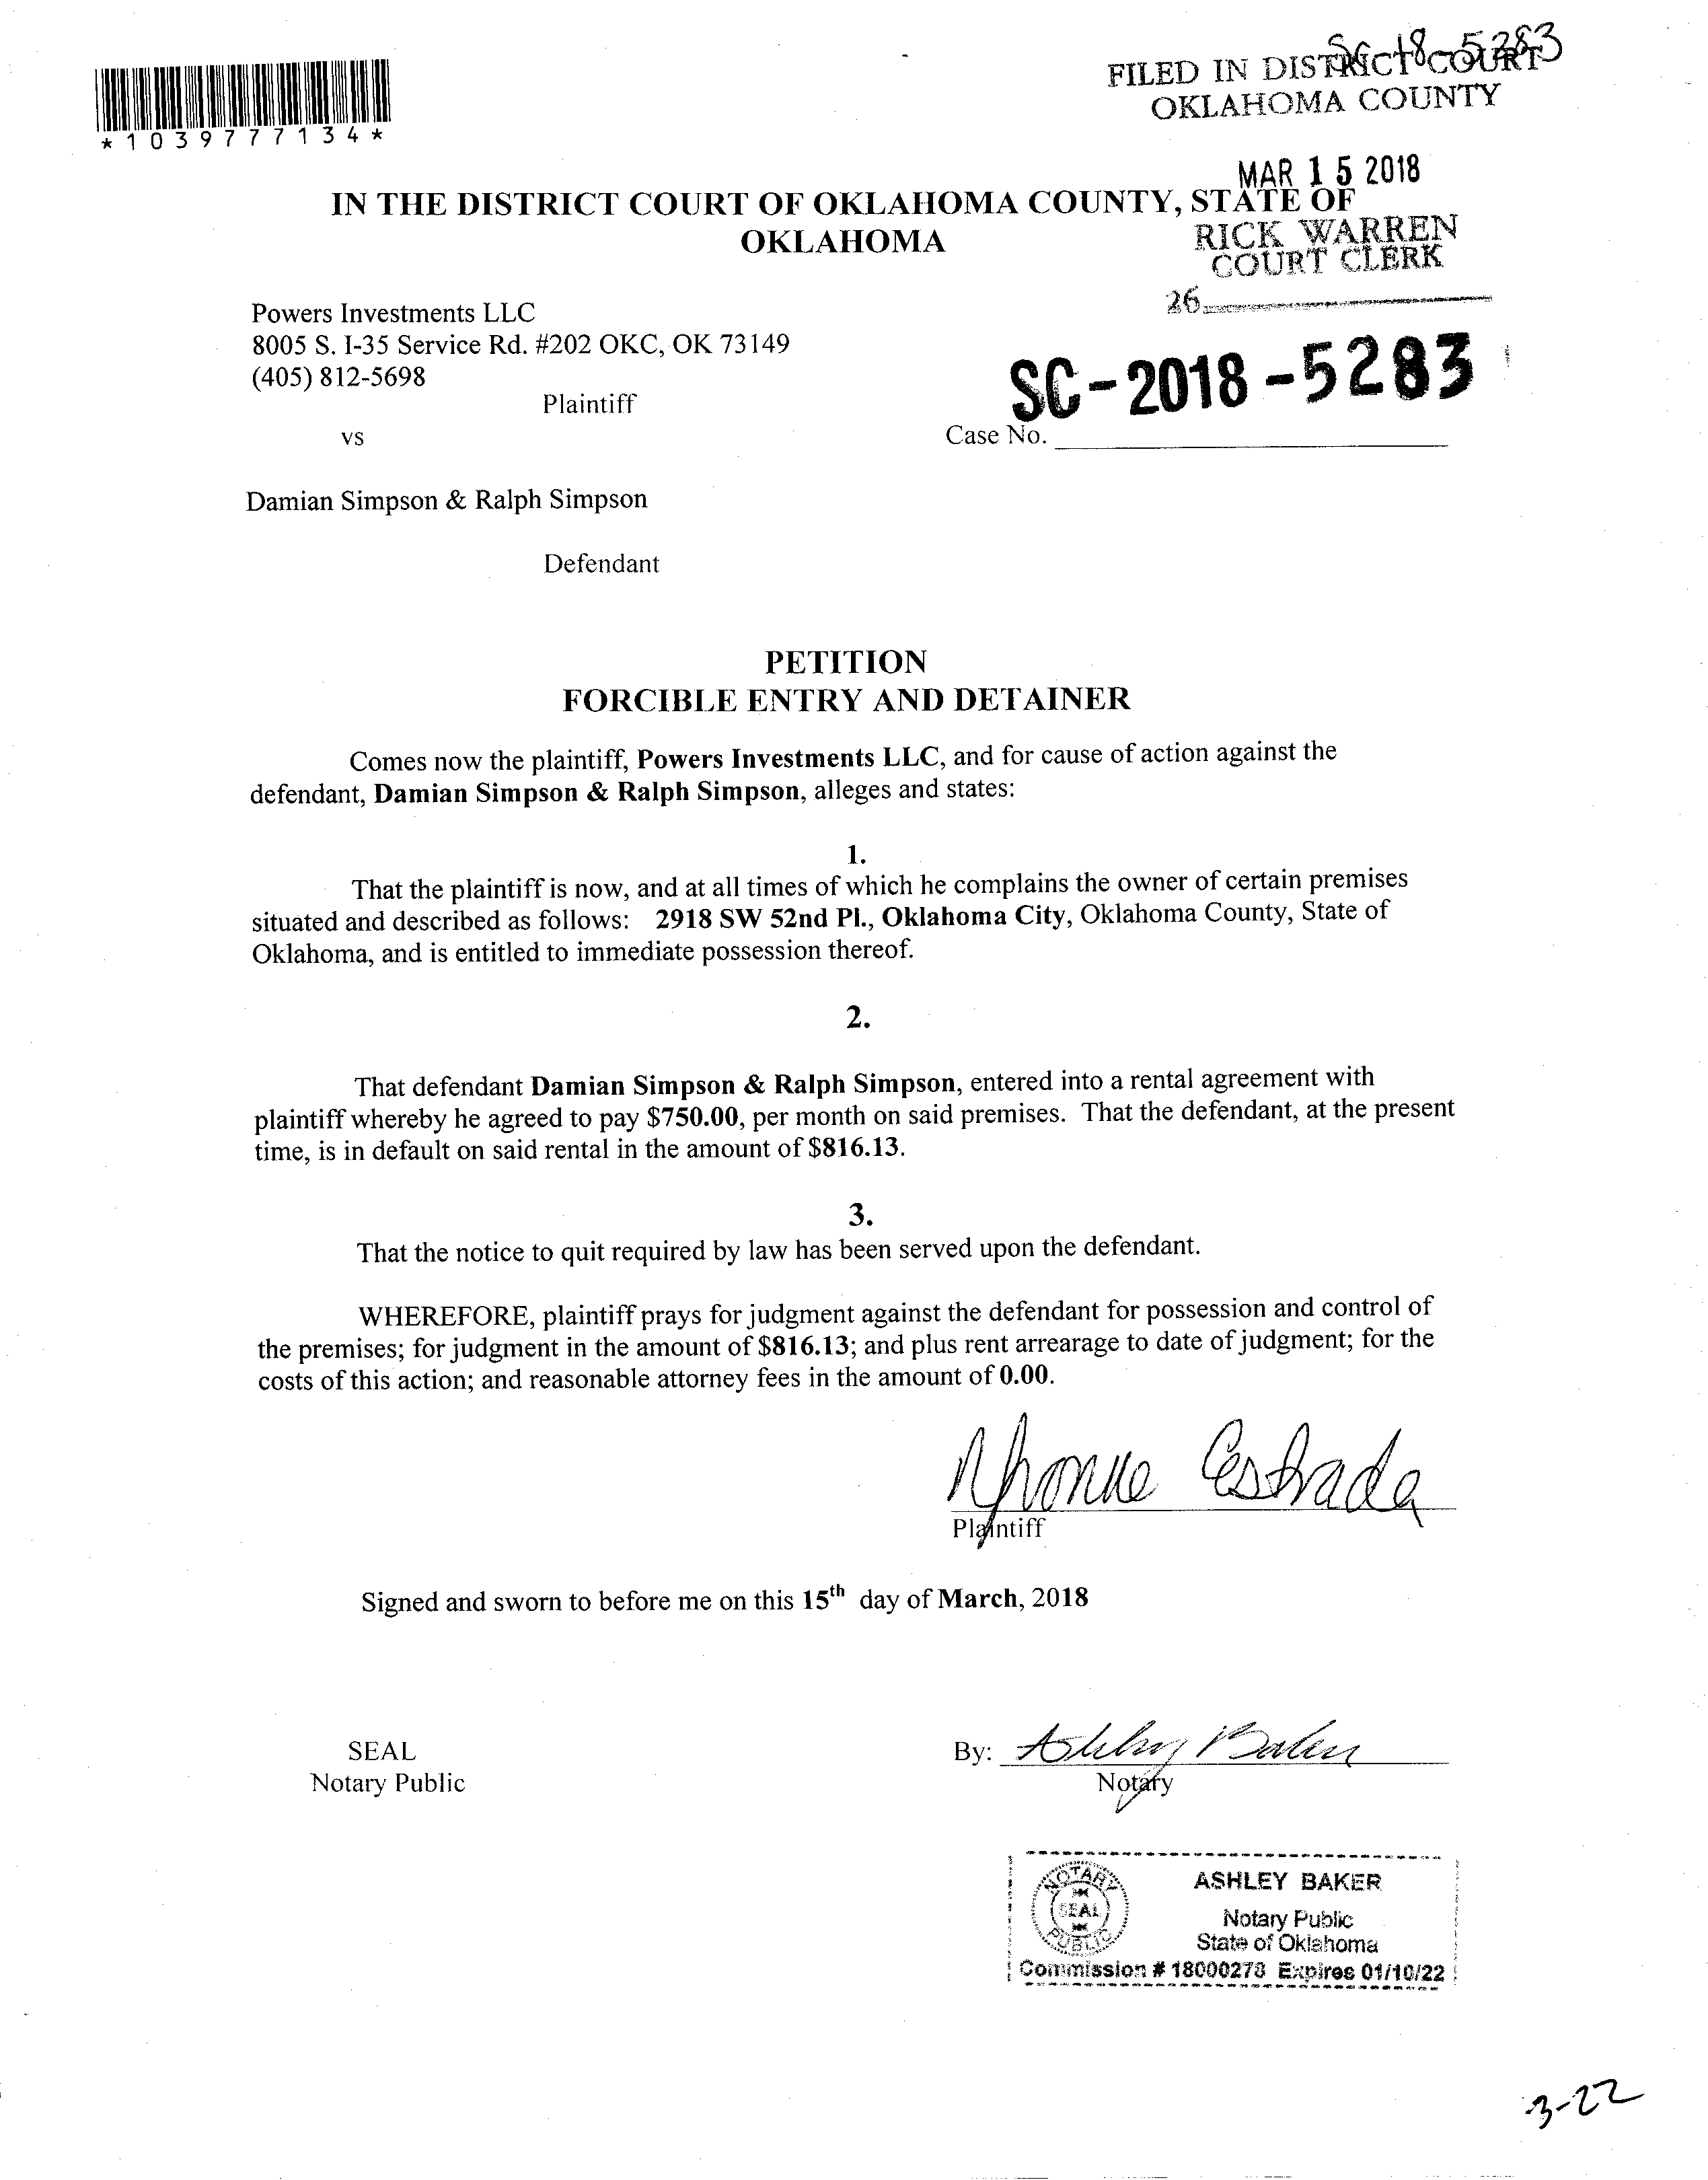 SC-18-5283
FILED IN DISTRICT COURT
OKLAHOMA COUNTY
*1039777134*
MAR 15 2018
IN THE DISTRICT COURT OF OKLAHOMA COUNTY, STATE OF
OKLAHOMA
RICK WARREN
COURT CLERK
26
Powers Investments LLC
8005 S. I-35 Service Rd. #202 OKC, OK 73149
(405) 812-5698
Plaintiff
SC-2018-5283
vs
Case No.
Damian Simpson & Ralph Simpson
Defendant
PETITION
FORCIBLE ENTRY AND DETAINER
Comes now the plaintiff, Powers Investments LLC, and for cause of action against the
defendant, Damian Simpson & Ralph Simpson, alleges and states:
1.
That the plaintiff is now, and at all times of which he complains the owner of certain premises
situated and described as follows: 2918 SW 52nd Pl., Oklahoma City, Oklahoma County, State of
Oklahoma, and is entitled to immediate possession thereof.
2.
That defendant Damian Simpson & Ralph Simpson, entered into a rental agreement with
plaintiff whereby he agreed to pay $750.00, per month on said premises. That the defendant, at the present
time, is in default on said rental in the amount of $816.13.
3.
That the notice to quit required by law has been served upon the defendant.
WHEREFORE, plaintiff prays for judgment against the defendant for possession and control of
the premises; for judgment in the amount of $816.13; and plus rent arrearage to date of judgment; for the
costs of this action; and reasonable attorney fees in the amount of 0.00.
Estrada
Plaintiff
Signed and sworn to before me on this 15th day of March, 2018
SEAL
Notary Public
By: Ashley Baker
Notary
NOTARY
SEAL
PUBLIC
ASHLEY BAKER
Notary Public
State of Oklahoma
Commission # 18000278 Expires 01/10/22
3-22